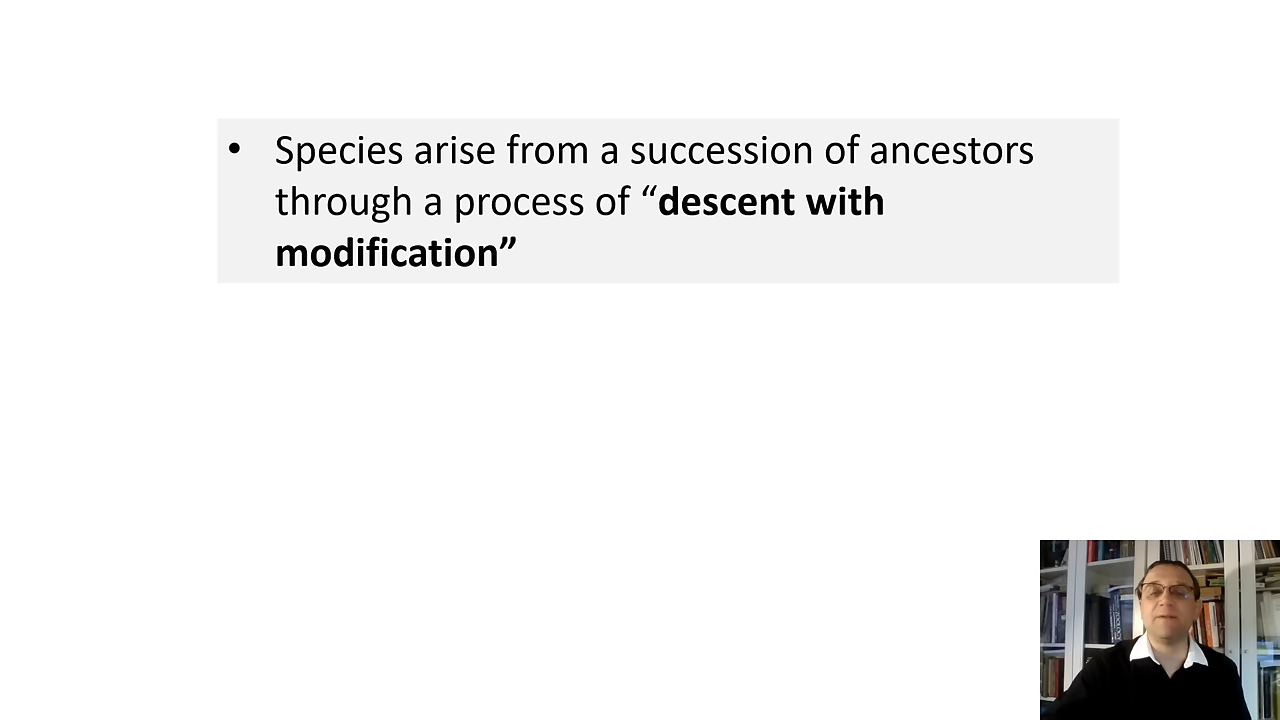 • Species arise from a succession of ancestors
through a process of “descent with
modification”